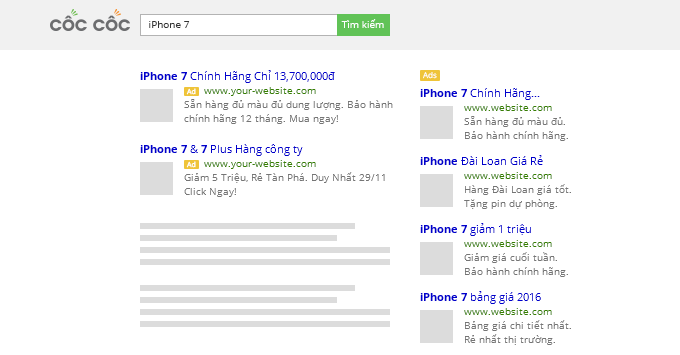 CỐC CỐC
iPhone 7
Tìm kiếm
iPhone 7 Chính Hãng Chỉ 13,700,000đ
Ad www.your-website.com
Sẵn hàng đủ màu đủ dung lượng. Bảo hành
chính hãng 12 tháng. Mua ngay!
iPhone 7 & 7 Plus Hàng công ty
Ad www.your-website.com
Giảm 5 Triệu, Rẻ Tàn Phá. Duy Nhất 29/11
Click Ngay!
Ads
iPhone 7 Chính Hãng...
www.website.com
Sẵn hàng đủ màu đủ.
Bảo hành chính hãng.
iPhone Đài Loan Giá Rẻ
www.website.com
Hàng Đài Loan giá tốt.
Tặng pin dự phòng.
iPhone 7 giảm 1 triệu
www.website.com
Giảm giá cuối tuần.
Bảo hành chính hãng.
iPhone 7 bảng giá 2016
www.website.com
Bảng giá chi tiết nhất.
Rẻ nhất thị trường.